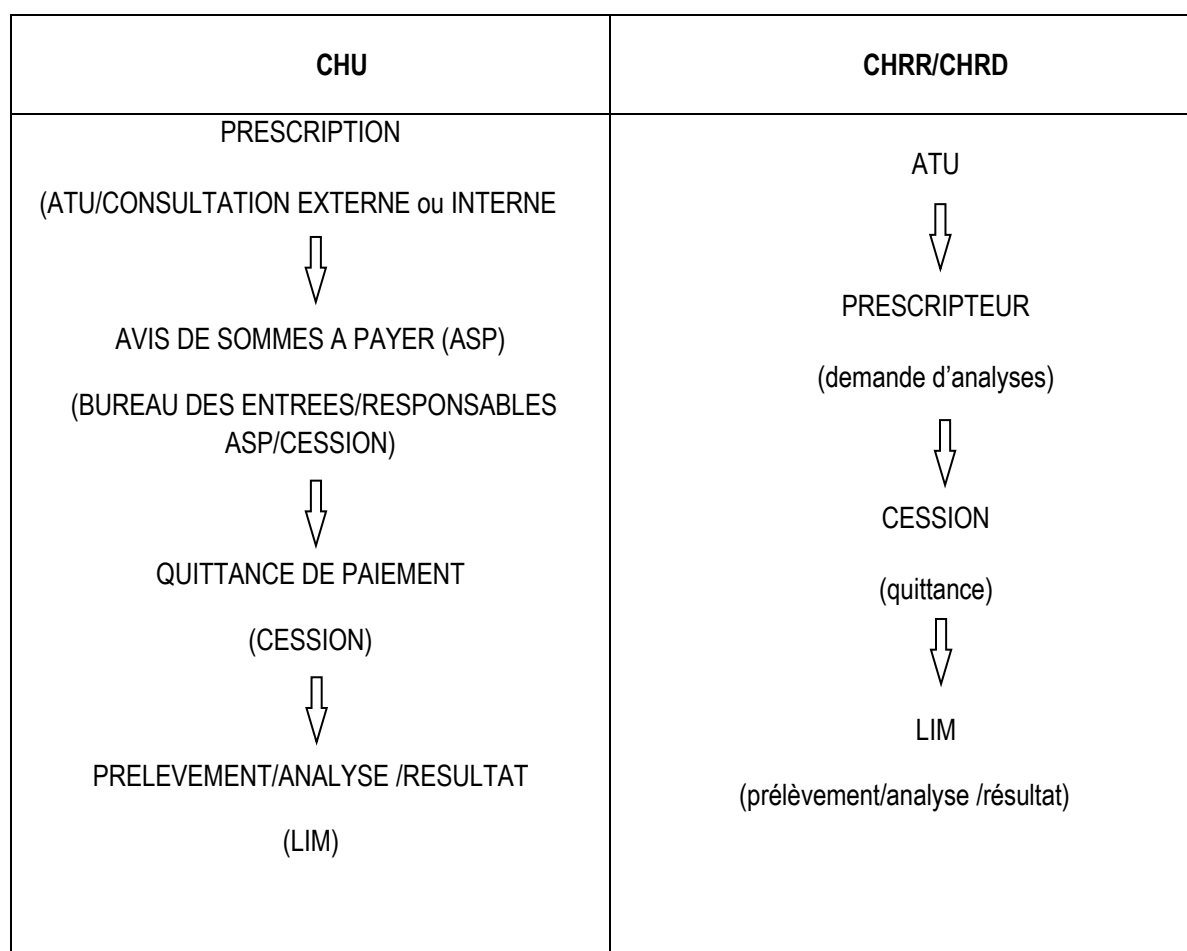 CHU
PRESCRIPTION
(ATU/CONSULTATION EXTERNE ou INTERNE
AVIS DE SOMMES A PAYER (ASP)
(BUREAU DES ENTREES/RESPONSABLES
ASP/CESSION)
QUITTANCE DE PAIEMENT
(CESSION)
PRELEVEMENT/ANALYSE /RESULTAT
(LIM)
CHRR/CHRD
ATU
PRESCRIPTEUR
(demande d’analyses)
CESSION
(quittance)
LIM
(prélèvement/analyse /résultat)